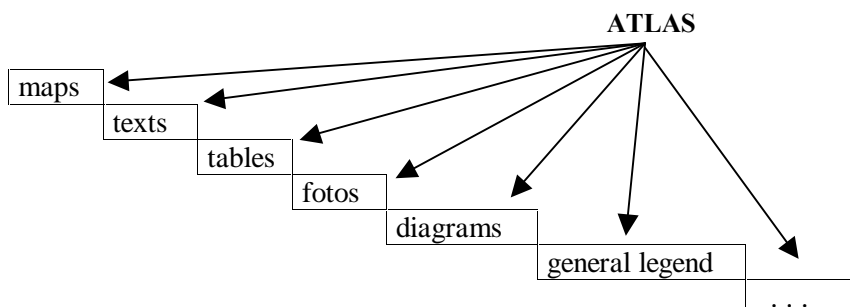 ATLAS
maps
texts
tables
fotos
diagrams
general legend
...